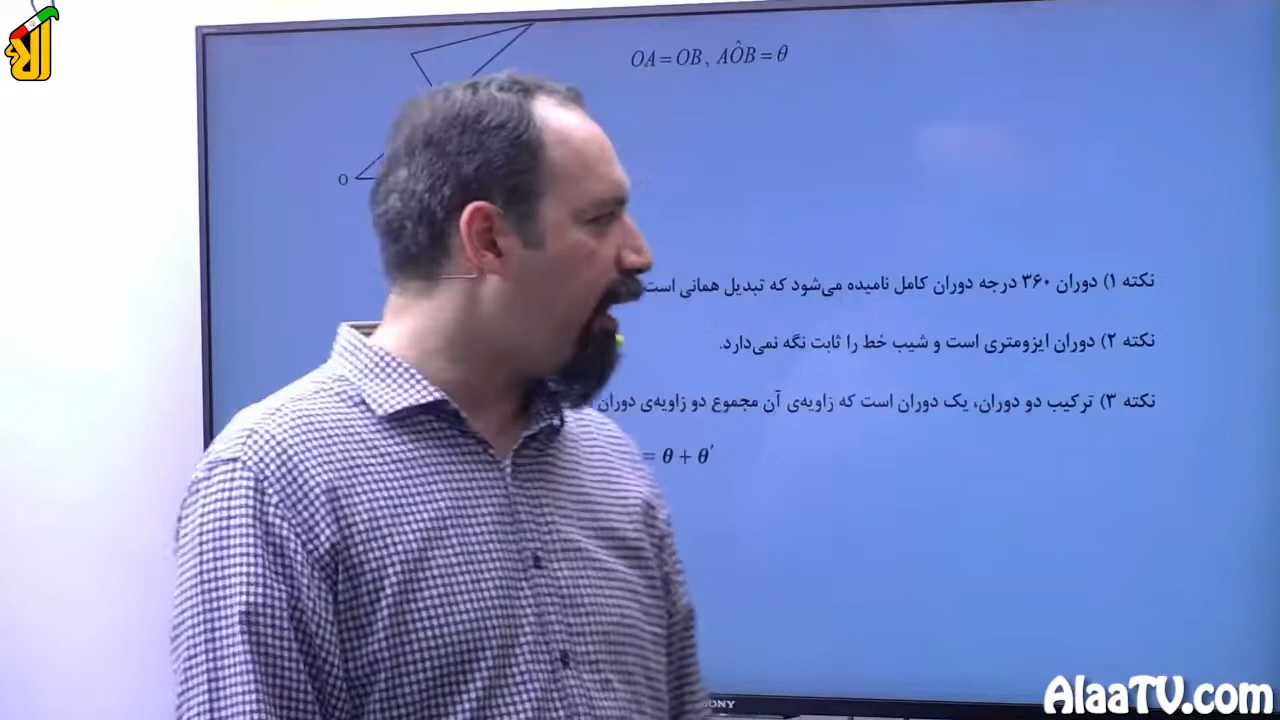 OA = OB , AÔB = θ
O
نکته ۱) دوران ۳۶۰ درجه دوران کامل نامیده می‌شود که تبدیل همانی است
نکته ۲) دوران ایزومتری است و شیب خط را ثابت نگه نمی‌دارد.
نکته ۳) ترکیب دو دوران، یک دوران است که زاویه‌ی آن مجموع دو زاویه‌ی دوران
= θ + θ′
SONY
AlaaTV.com